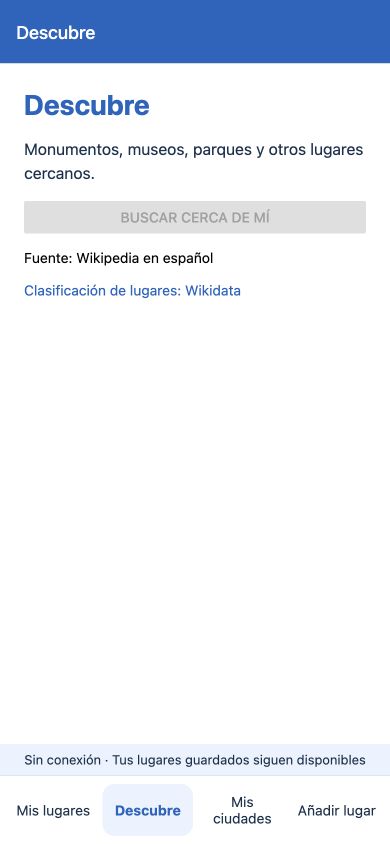 Descubre
Descubre
Monumentos, museos, parques y otros lugares
cercanos.
BUSCAR CERCA DE MÍ
Fuente: Wikipedia en español
Clasificación de lugares: Wikidata
Sin conexión · Tus lugares guardados siguen disponibles
Mis lugares
Descubre
Mis
ciudades
Añadir lugar